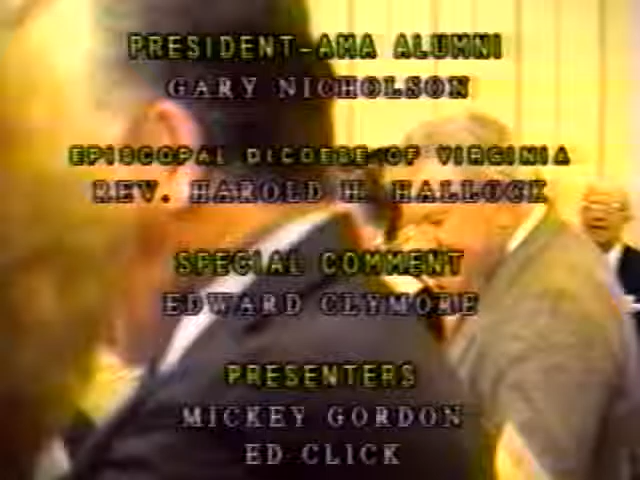 PRESIDENT-AMA ALUMNI
GARY NICHOLSON
EPISCOPAL DICOESE OF VIRGINIA
REV. HAROLD H. HALLOCK
SPECIAL COMMENT
EDWARD CLYMORE
PRESENTERS
MICKEY GORDON
ED CLICK